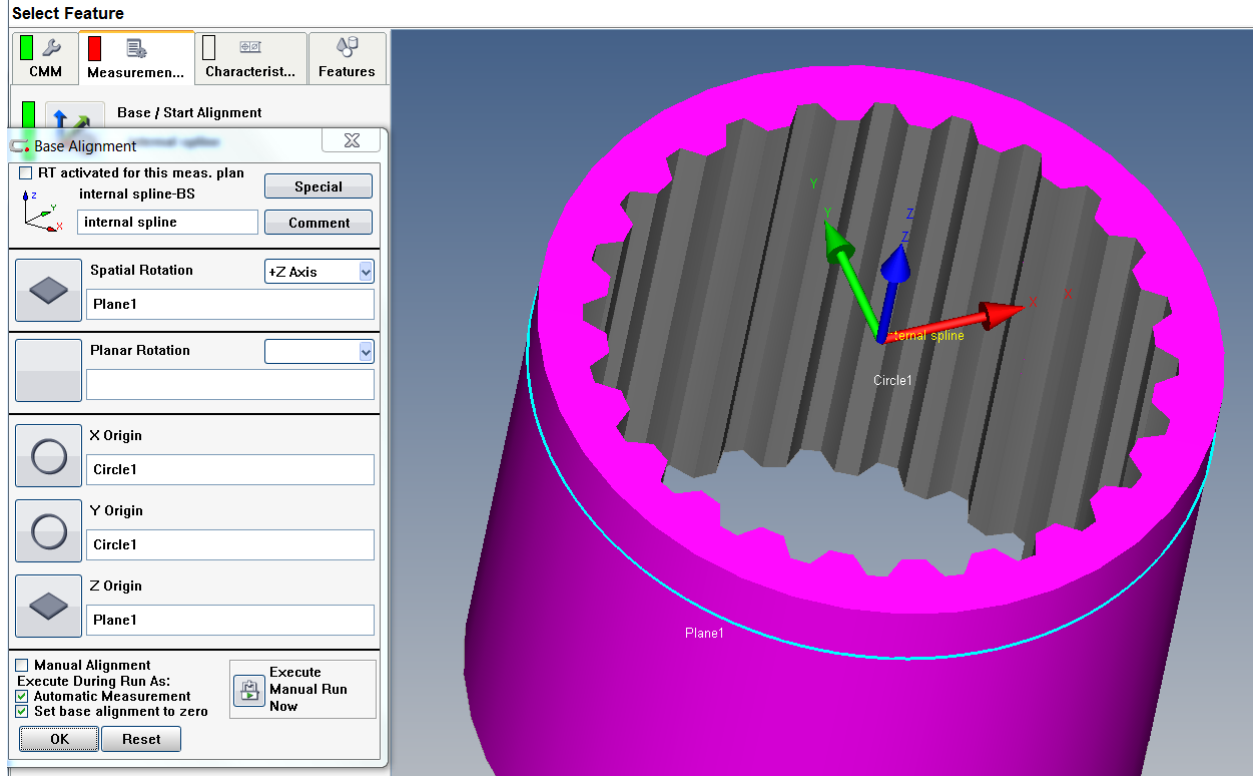 Select Feature
CMM
Measuremen...
Characterist...
Features
Base / Start Alignment
internal spline
Base Alignment
RT activated for this meas. plan
internal spline-BS
Special
z
Y
X
internal spline
Comment
Spatial Rotation
+Z Axis
Plane1
Planar Rotation
X Origin
Circle1
Y Origin
Circle1
Z Origin
Plane1
Manual Alignment
Execute During Run As:
Automatic Measurement
Set base alignment to zero
Execute
Manual Run
Now
OK
Reset
Y
Y
Z
Z
X
X
ternal spline
Circle1
Plane1